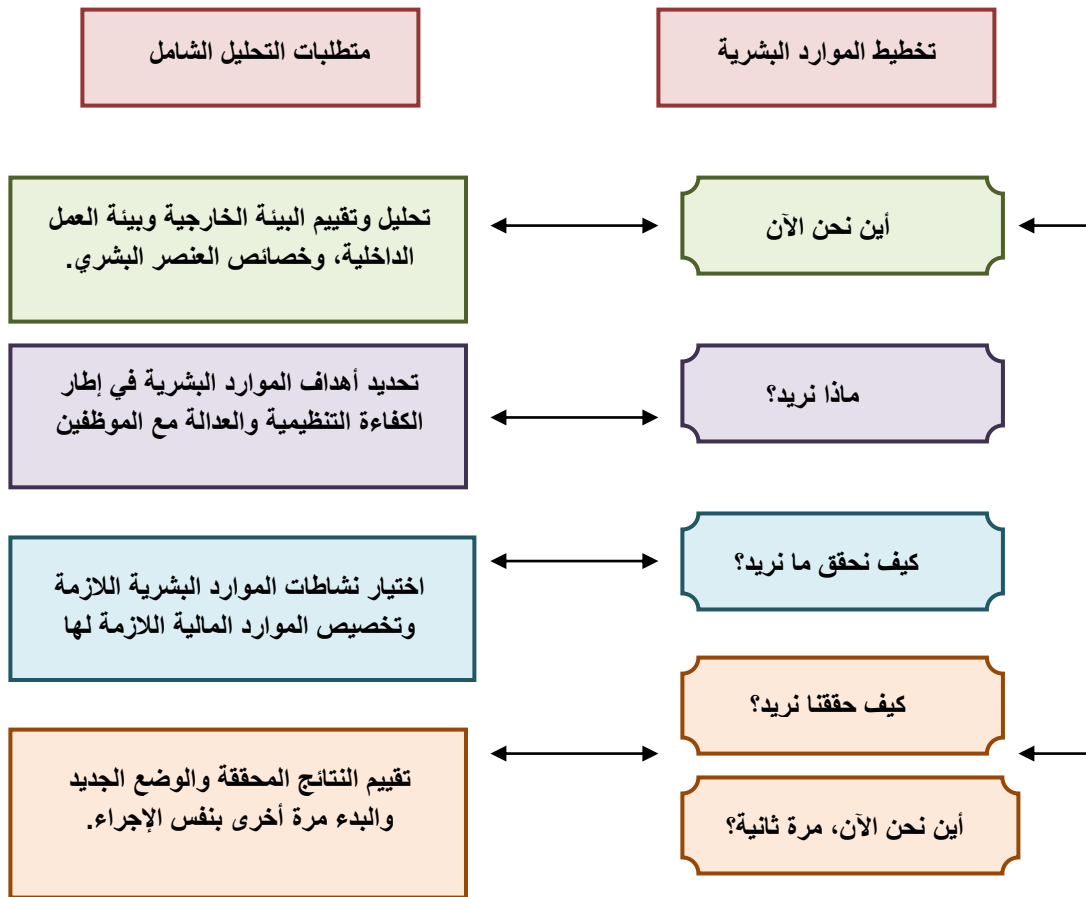 تخطيط الموارد البشرية
متطلبات التحليل الشامل
أين نحن الآن
تحليل وتقييم البيئة الخارجية وبيئة العمل
الداخلية، وخصائص العنصر البشري.
ماذا نريد؟
تحديد أهداف الموارد البشرية في إطار
الكفاءة التنظيمية والعدالة مع الموظفين
كيف نحقق ما نريد؟
اختيار نشاطات الموارد البشرية اللازمة
وتخصيص الموارد المالية اللازمة لها
كيف حققنا نريد؟
أين نحن الآن، مرة ثانية؟
تقييم النتائج المحققة والوضع الجديد
والبدء مرة أخرى بنفس الإجراء.